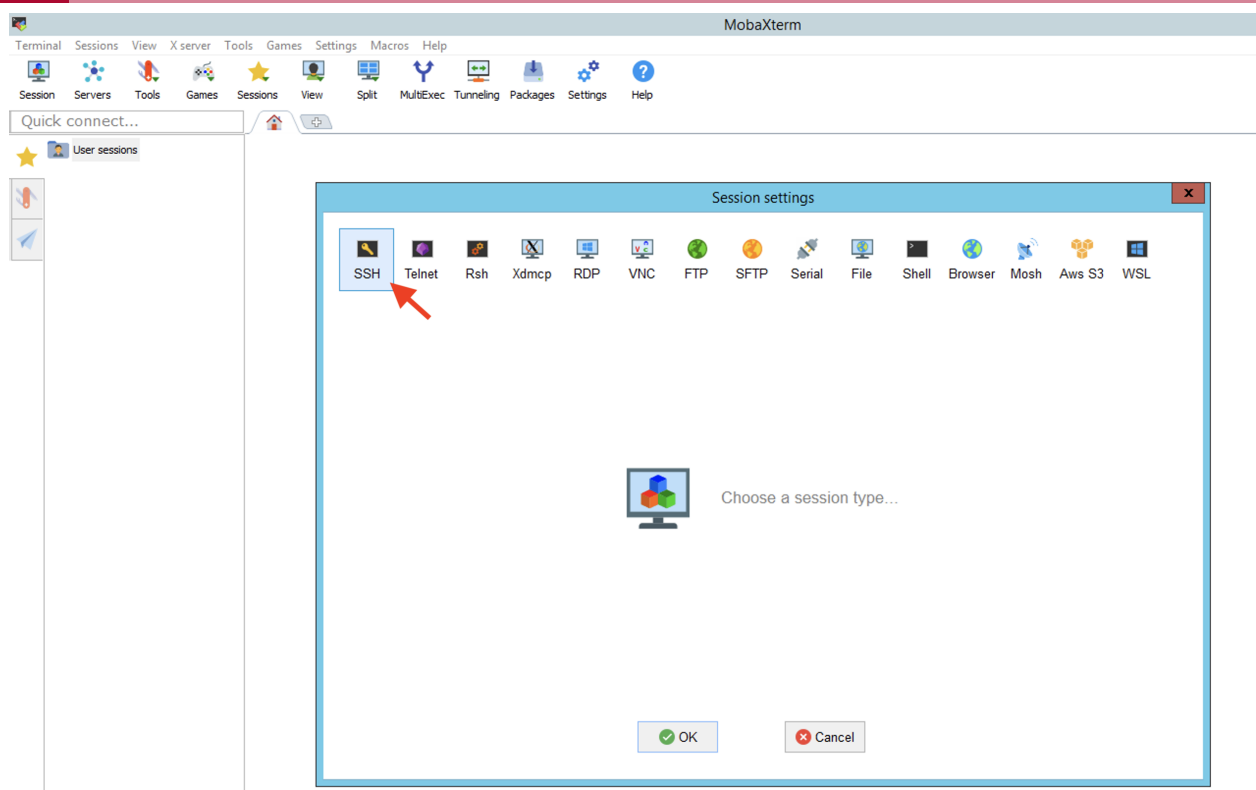 MobaXterm
Terminal Sessions View X server Tools Games Settings Macros Help
Session Servers Tools Games Sessions View Split MultiExec Tunneling Packages Settings Help
Quick connect...
User sessions
Session settings
x
SSH Telnet Rsh Xdmcp RDP VNC FTP SFTP Serial File Shell Browser Mosh Aws S3 WSL
Choose a session type...
OK Cancel